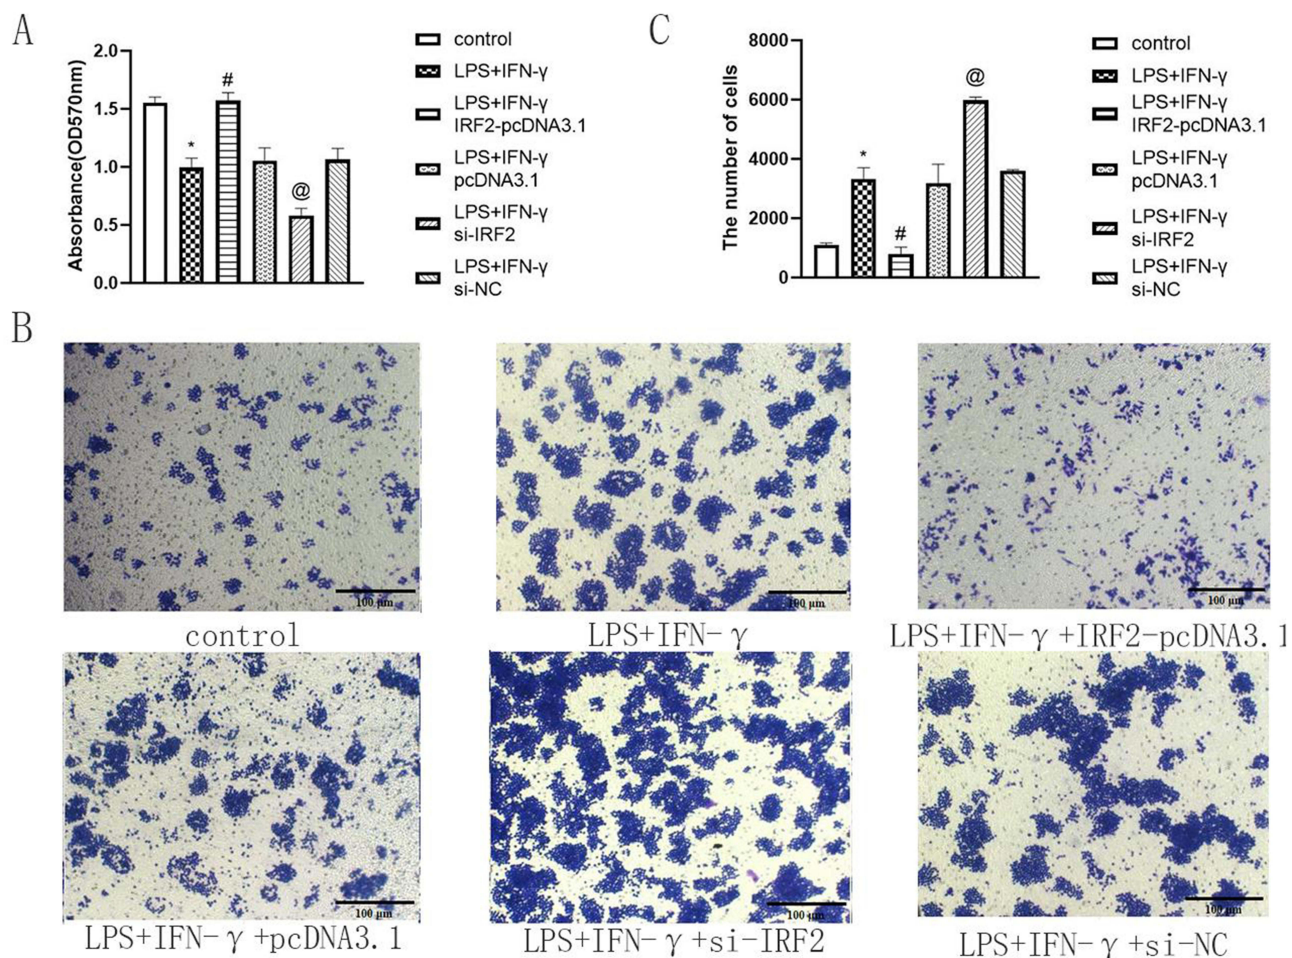 A
2.0
1.5
1.0
0.5
0.0
Absorbance(OD570nm)
*
#
@
control
LPS+IFN-γ
LPS+IFN-γ
IRF2-pcDNA3.1
LPS+IFN-γ
pcDNA3.1
LPS+IFN-γ
si-IRF2
LPS+IFN-γ
si-NC
C
8000
6000
4000
2000
0
The number of cells
*
#
@
control
LPS+IFN-γ
LPS+IFN-γ
IRF2-pcDNA3.1
LPS+IFN-γ
pcDNA3.1
LPS+IFN-γ
si-IRF2
LPS+IFN-γ
si-NC
B
100 μm
100 μm
100 μm
control
LPS+IFN-γ
LPS+IFN-γ+IRF2-pcDNA3.1
100 μm
100 μm
100 μm
LPS+IFN-γ+pcDNA3.1
LPS+IFN-γ+si-IRF2
LPS+IFN-γ+si-NC